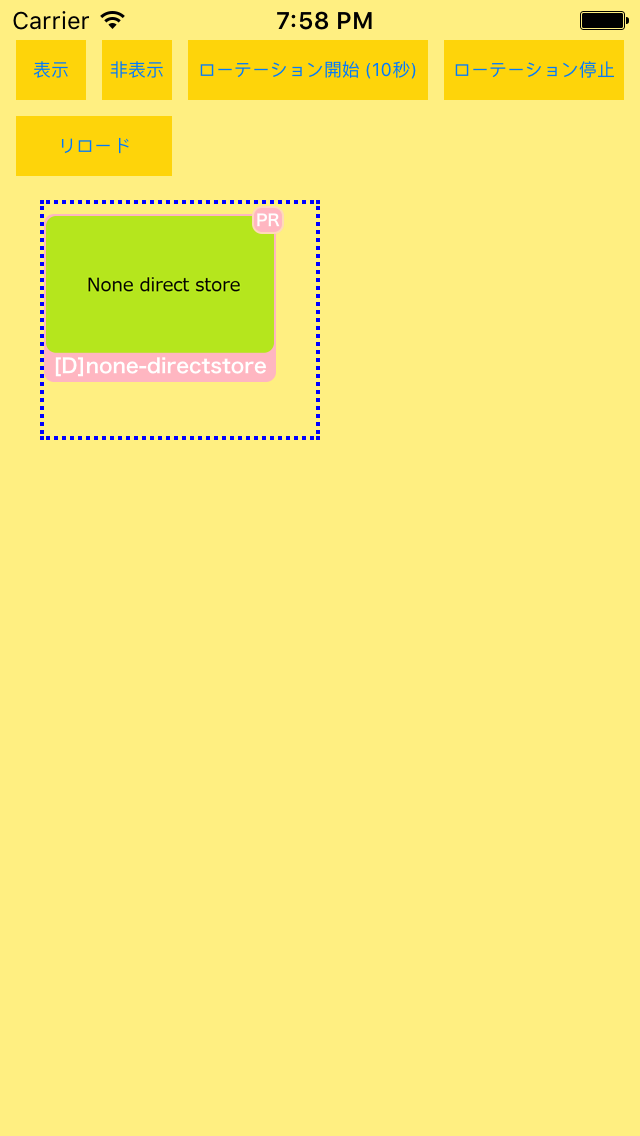 Carrier 7:58 PM
表示 非表示 ローテーション開始 (10秒) ローテーション停止
リロード
PR
None direct store
[D]none-directstore